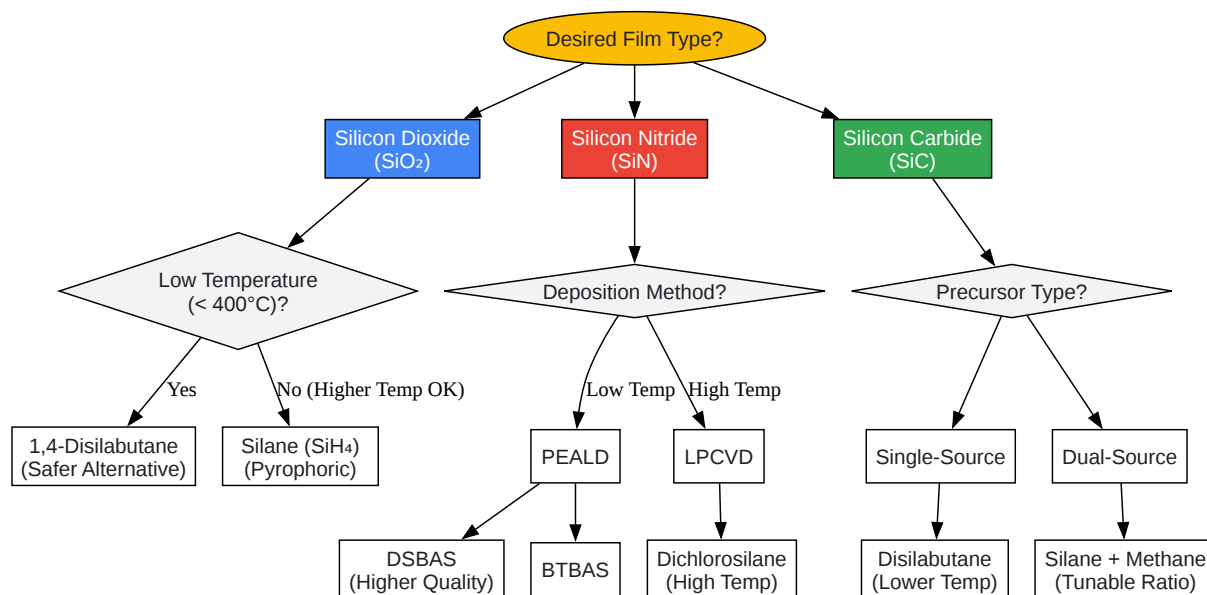 Desired Film Type?
Silicon Dioxide
(SiO₂)
Silicon Nitride
(SiN)
Silicon Carbide
(SiC)
Low Temperature
(< 400°C)?
Deposition Method?
Precursor Type?
Yes
No (Higher Temp OK)
Low Temp
High Temp
1,4-Disilabutane
(Safer Alternative)
Silane (SiH₄)
(Pyrophoric)
PEALD
LPCVD
Single-Source
Dual-Source
DSBAS
(Higher Quality)
BTBAS
Dichlorosilane
(High Temp)
Disilabutane
(Lower Temp)
Silane + Methane
(Tunable Ratio)